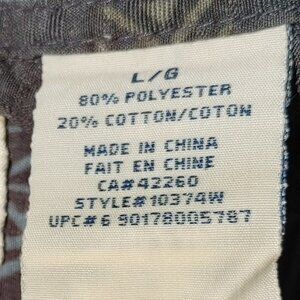 L/G
80% POLYESTER
20% COTTON/COTON
MADE IN CHINA
FAIT EN CHINE
CA#42260
STYLE#10374W
UPC#6 90178005787